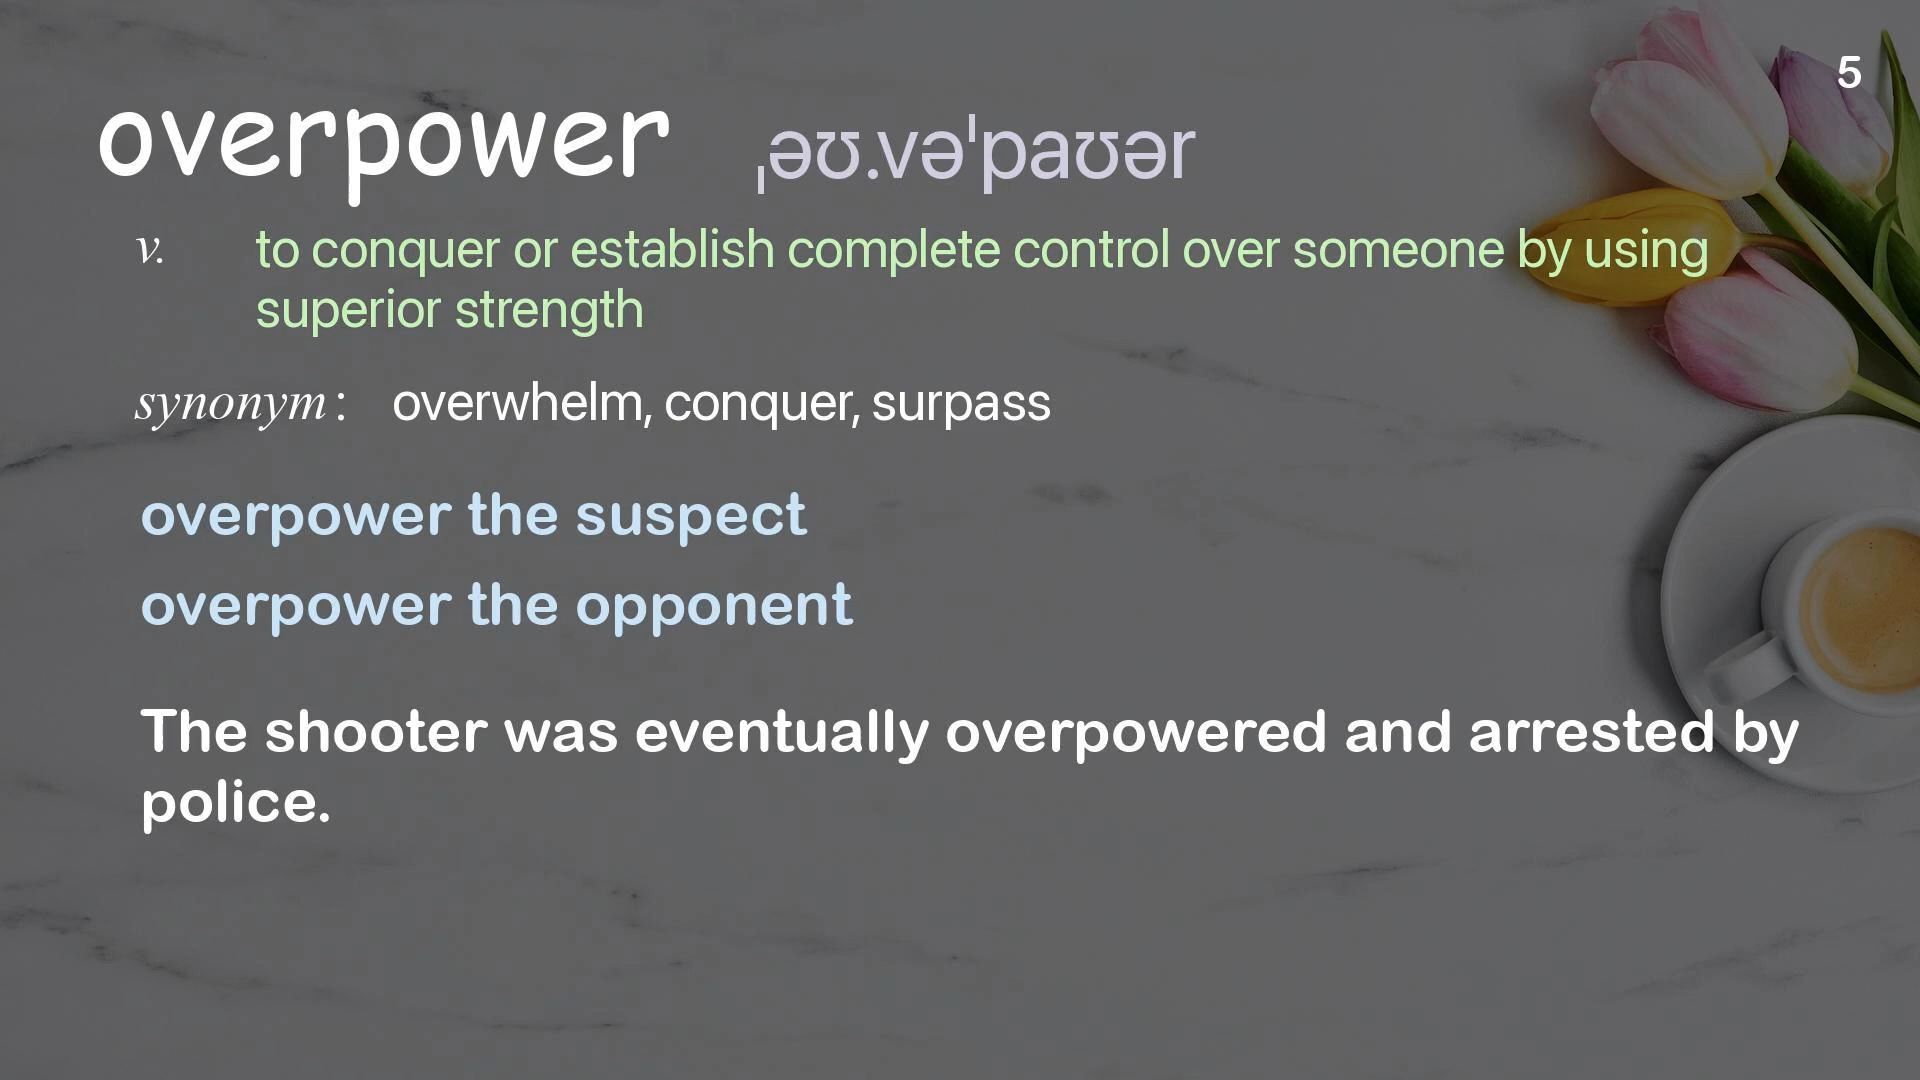 5
overpower ˌəʊ.vəˈpaʊər
v. to conquer or establish complete control over someone by using
superior strength
synonym : overwhelm, conquer, surpass
overpower the suspect
overpower the opponent
The shooter was eventually overpowered and arrested by
police.